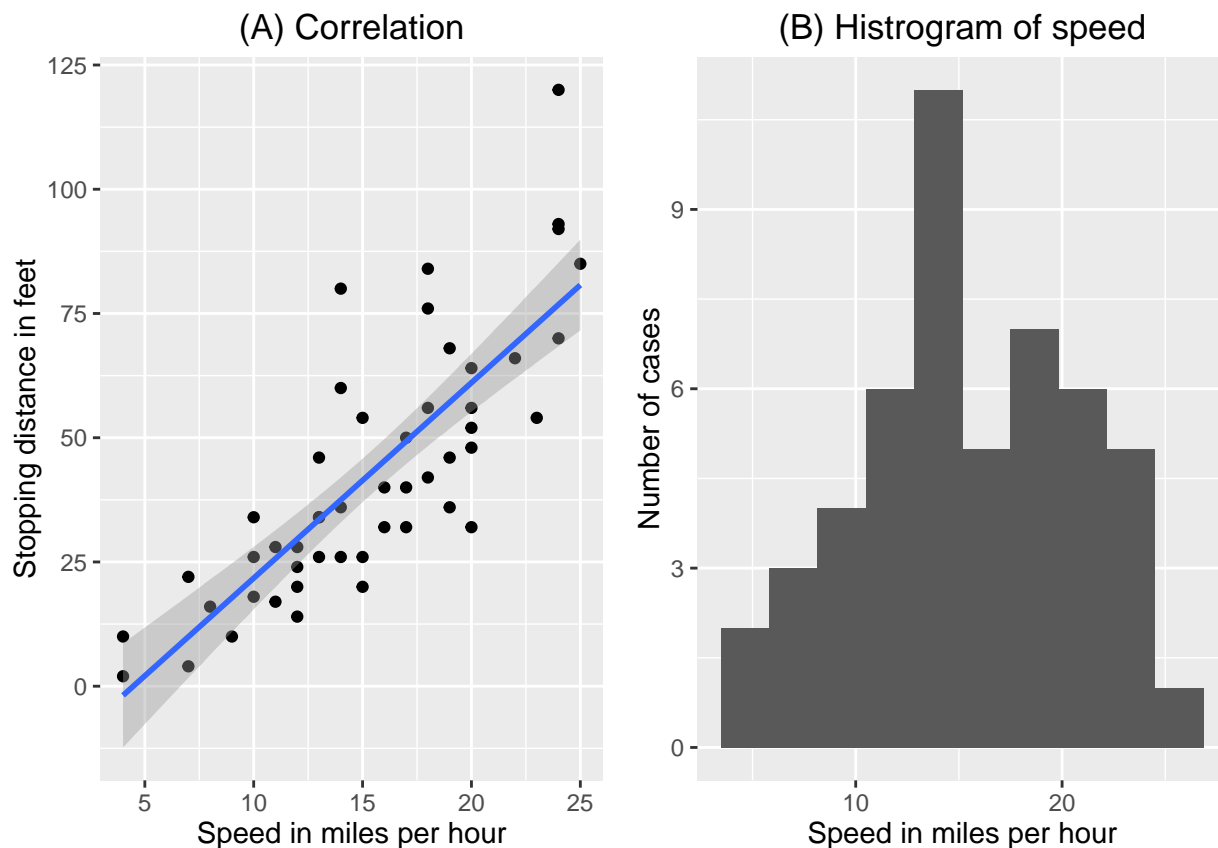 (A) Correlation
125
100
75
50
25
0
Stopping distance in feet
5 10 15 20 25
Speed in miles per hour
(B) Histrogram of speed
9
6
3
0
Number of cases
10 20
Speed in miles per hour